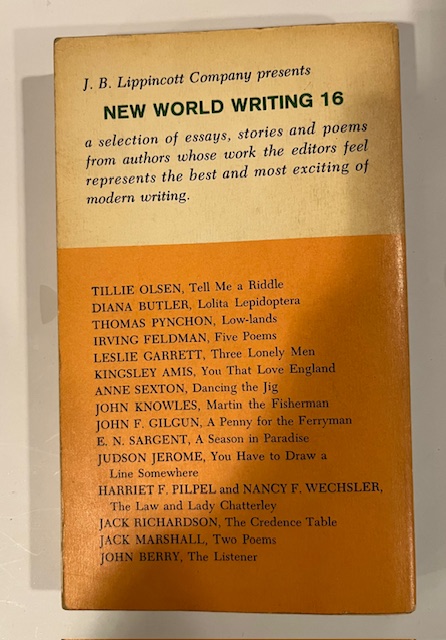 J. B. Lippincott Company presents
NEW WORLD WRITING 16
a selection of essays, stories and poems
from authors whose work the editors feel
represents the best and most exciting of
modern writing.
TILLIE OLSEN, Tell Me a Riddle
DIANA BUTLER, Lolita Lepidoptera
THOMAS PYNCHON, Low-lands
IRVING FELDMAN, Five Poems
LESLIE GARRETT, Three Lonely Men
KINGSLEY AMIS, You That Love England
ANNE SEXTON, Dancing the Jig
JOHN KNOWLES, Martin the Fisherman
JOHN F. GILGUN, A Penny for the Ferryman
E. N. SARGENT, A Season in Paradise
JUDSON JEROME, You Have to Draw a
Line Somewhere
HARRIET F. PILPEL and NANCY F. WECHSLER,
The Law and Lady Chatterley
JACK RICHARDSON, The Credence Table
JACK MARSHALL, Two Poems
JOHN BERRY, The Listener